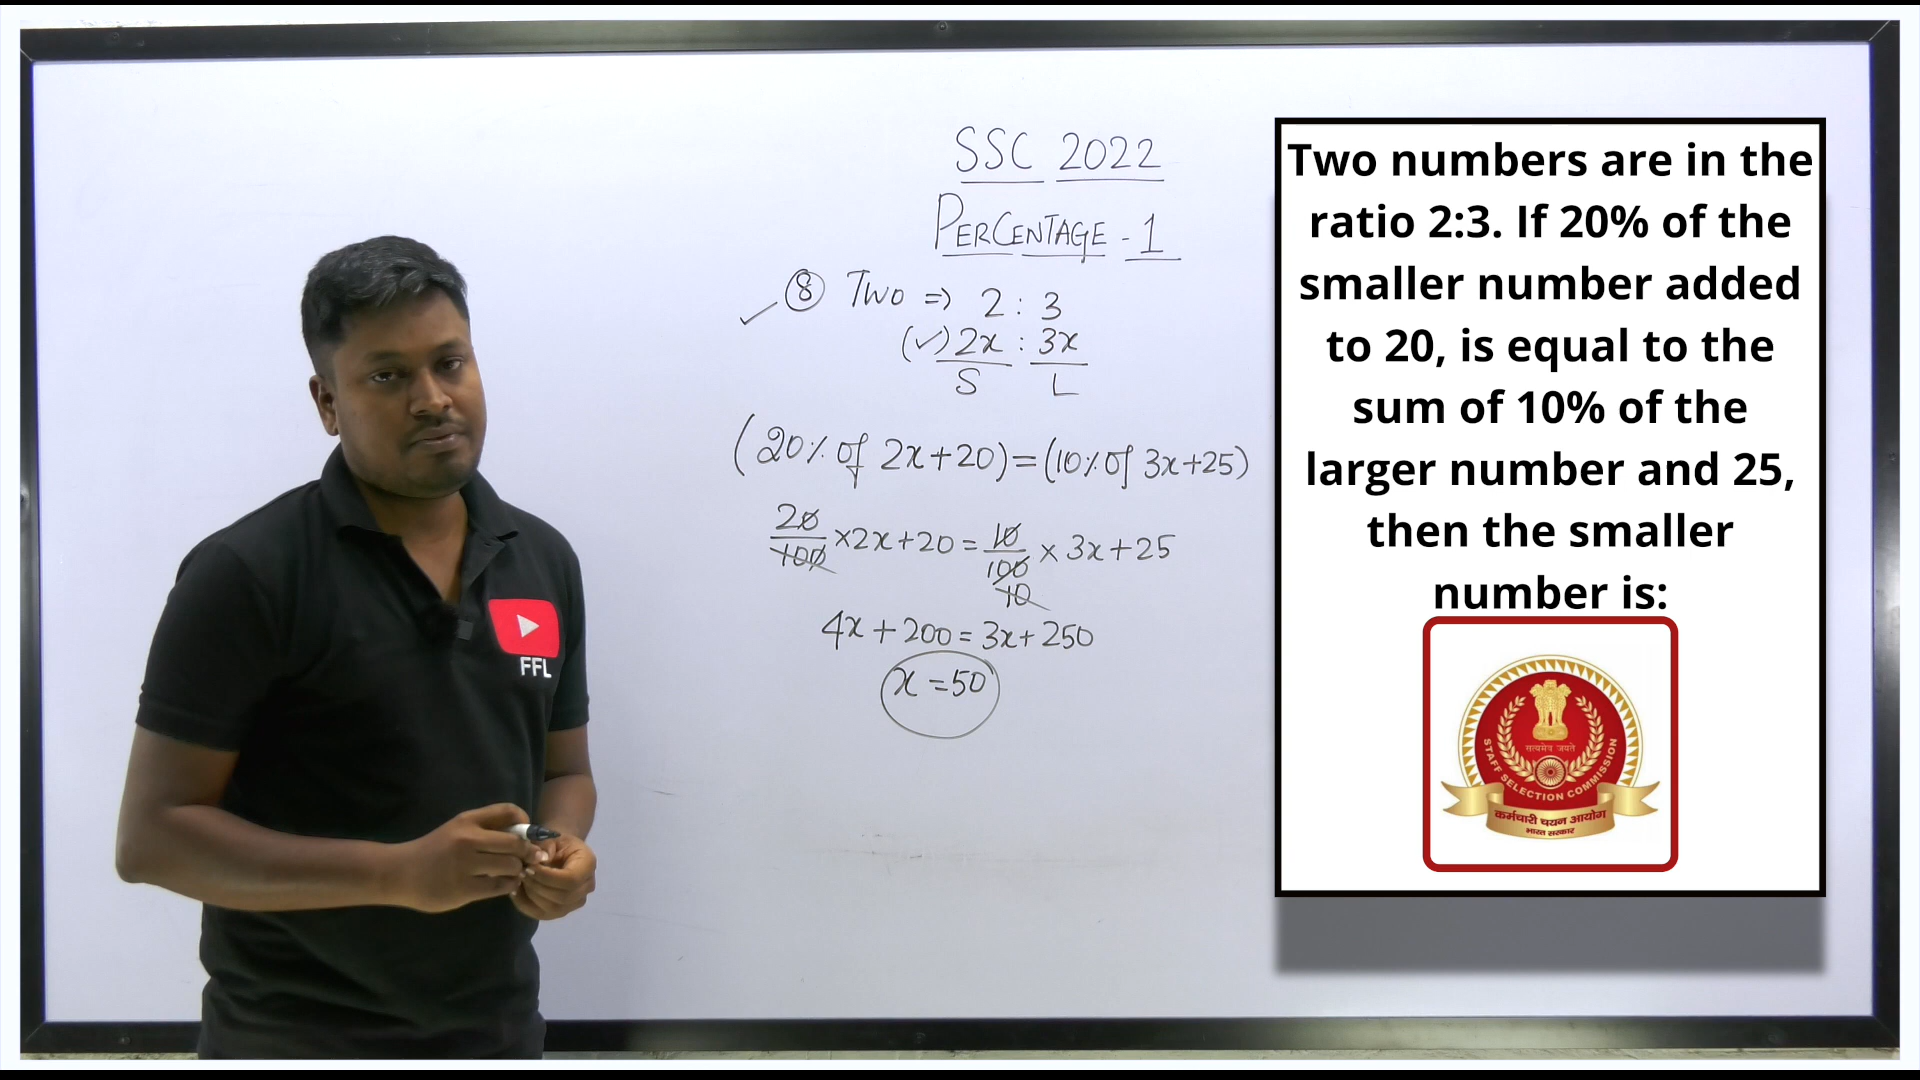 SSC 2022
PERCENTAGE - 1
⑧ Two ⇒ 2 : 3
(✓) 2x : 3x
S L
(20% of 2x+20)=(10% of 3x+25)
20/100 ×2x+20 = 10/100 × 3x+25
10
4x+200=3x+250
x=50
Two numbers are in the
ratio 2:3. If 20% of the
smaller number added
to 20, is equal to the
sum of 10% of the
larger number and 25,
then the smaller
number is:
सत्यमेव जयते
STAFF SELECTION COMMISSION
कर्मचारी चयन आयोग
भारत सरकार
FFL